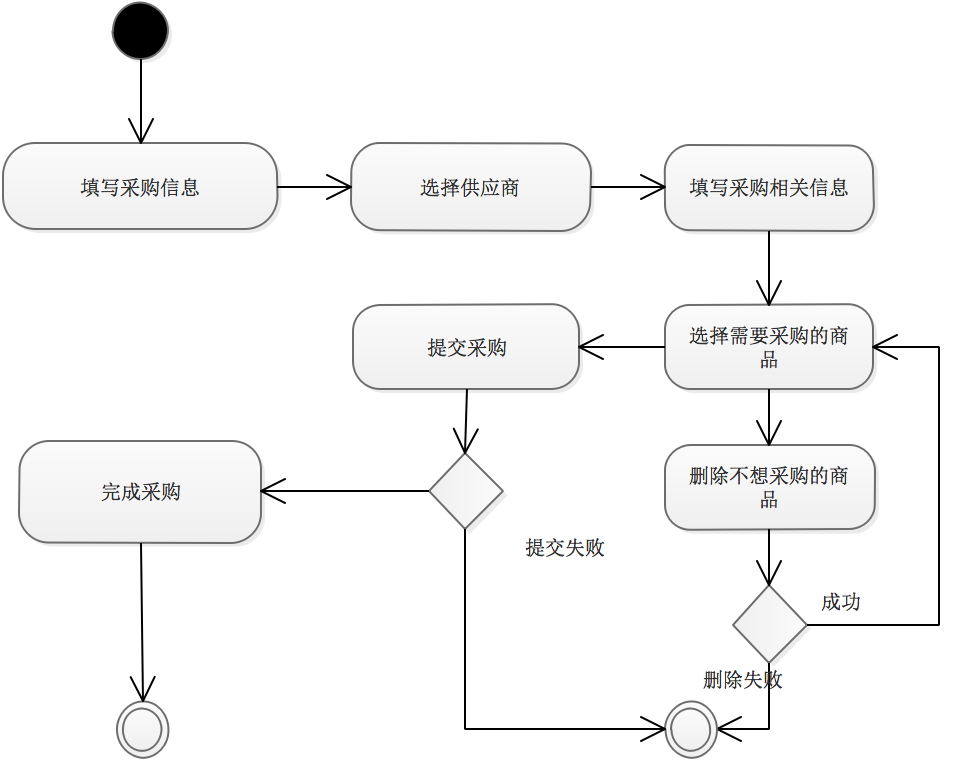 填写采购信息
选择供应商
填写采购相关信息
提交采购
选择需要采购的商
品
完成采购
删除不想采购的商
品
提交失败
成功
删除失败